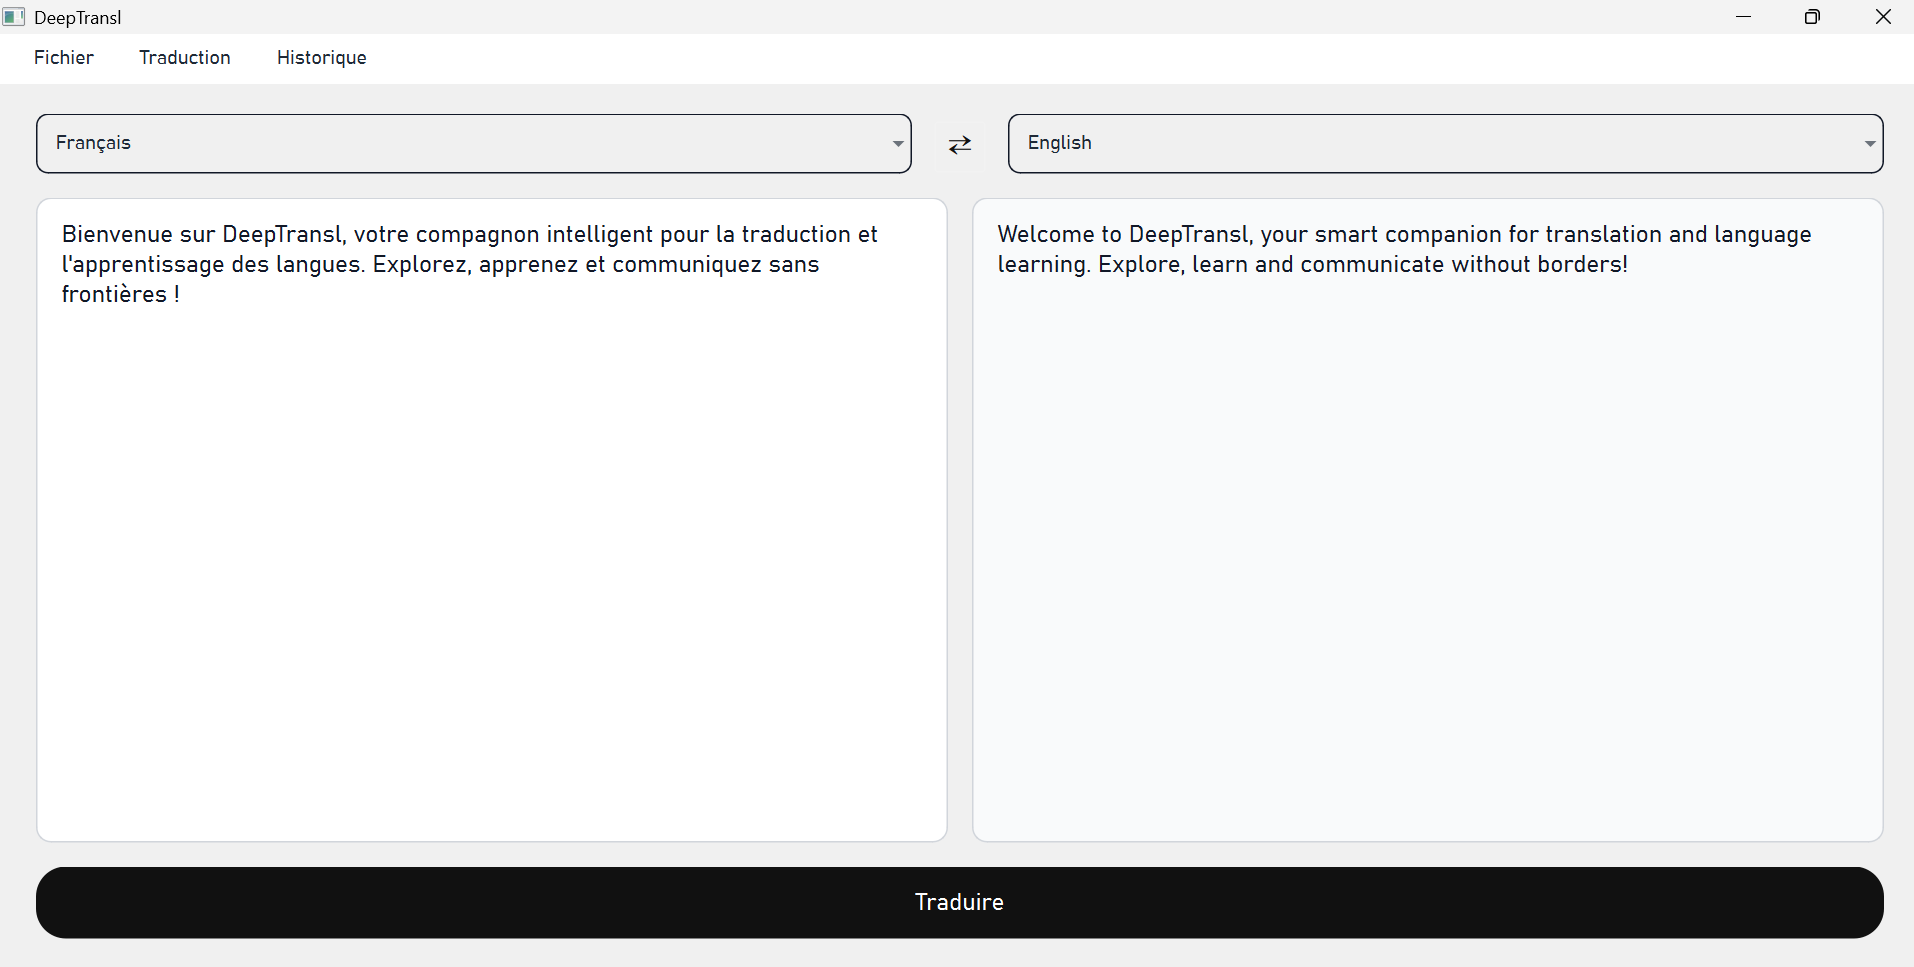 DeepTransl
Fichier Traduction Historique
Français
English
Bienvenue sur DeepTransl, votre compagnon intelligent pour la traduction et
l'apprentissage des langues. Explorez, apprenez et communiquez sans
frontières !
Welcome to DeepTransl, your smart companion for translation and language
learning. Explore, learn and communicate without borders!
Traduire